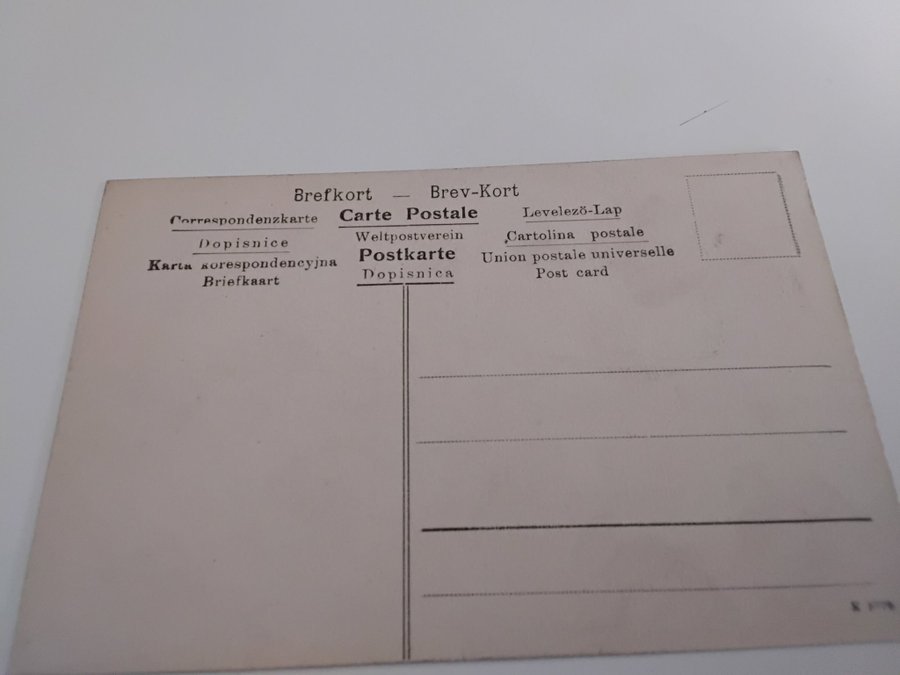 Brefkort — Brev-Kort
Correspondenzkarte Carte Postale Levelező-Lap
Dopisnice Weltpostverein Cartolina postale
Karta korespondencyjna Postkarte Union postale universelle
Briefkaart Dopisnica Post card